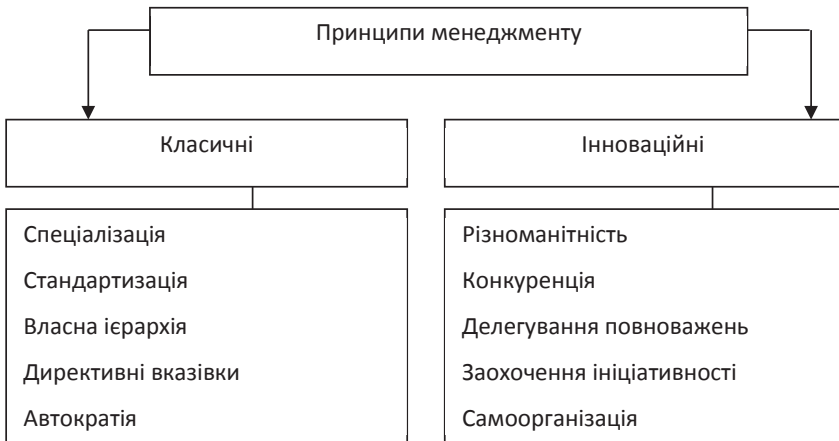 Принципи менеджменту
Класичні
Інноваційні
Спеціалізація
Стандартизація
Власна ієрархія
Директивні вказівки
Автократія
Різноманітність
Конкуренція
Делегування повноважень
Заохочення ініціативності
Самоорганізація